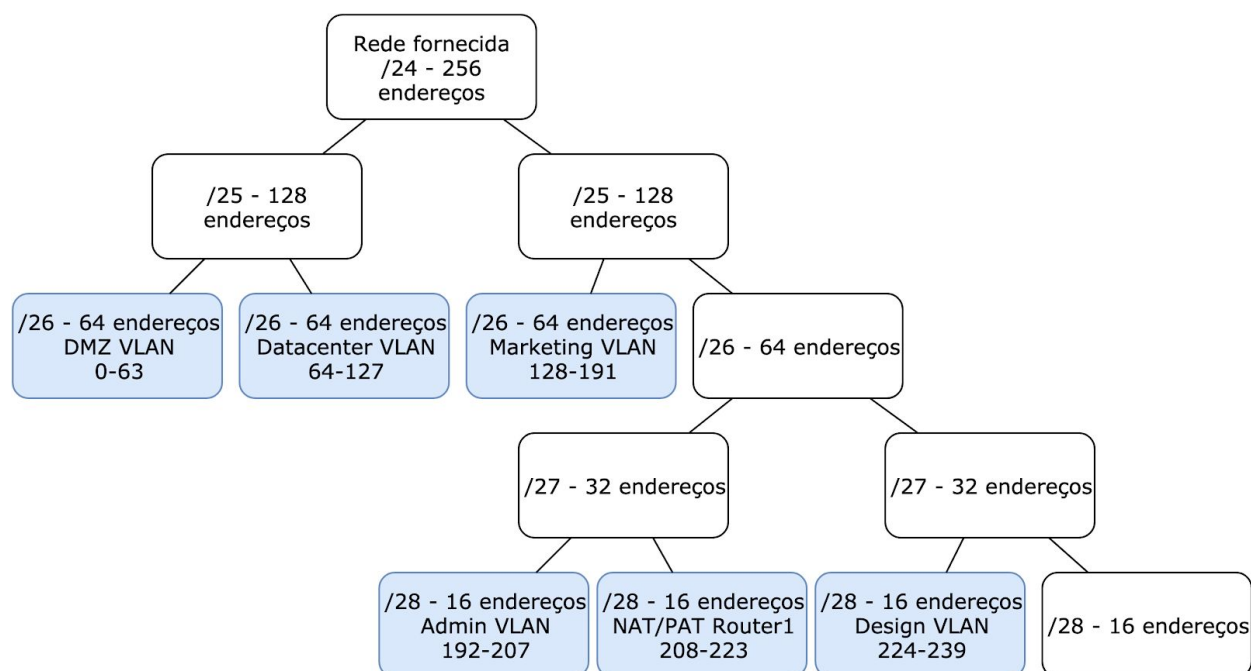 Rede fornecida
/24 - 256
endereços
/25 - 128
endereços
/25 - 128
endereços
/26 - 64 endereços
DMZ VLAN
0-63
/26 - 64 endereços
Datacenter VLAN
64-127
/26 - 64 endereços
Marketing VLAN
128-191
/26 - 64 endereços
/27 - 32 endereços
/27 - 32 endereços
/28 - 16 endereços
Admin VLAN
192-207
/28 - 16 endereços
NAT/PAT Router1
208-223
/28 - 16 endereços
Design VLAN
224-239
/28 - 16 endereços